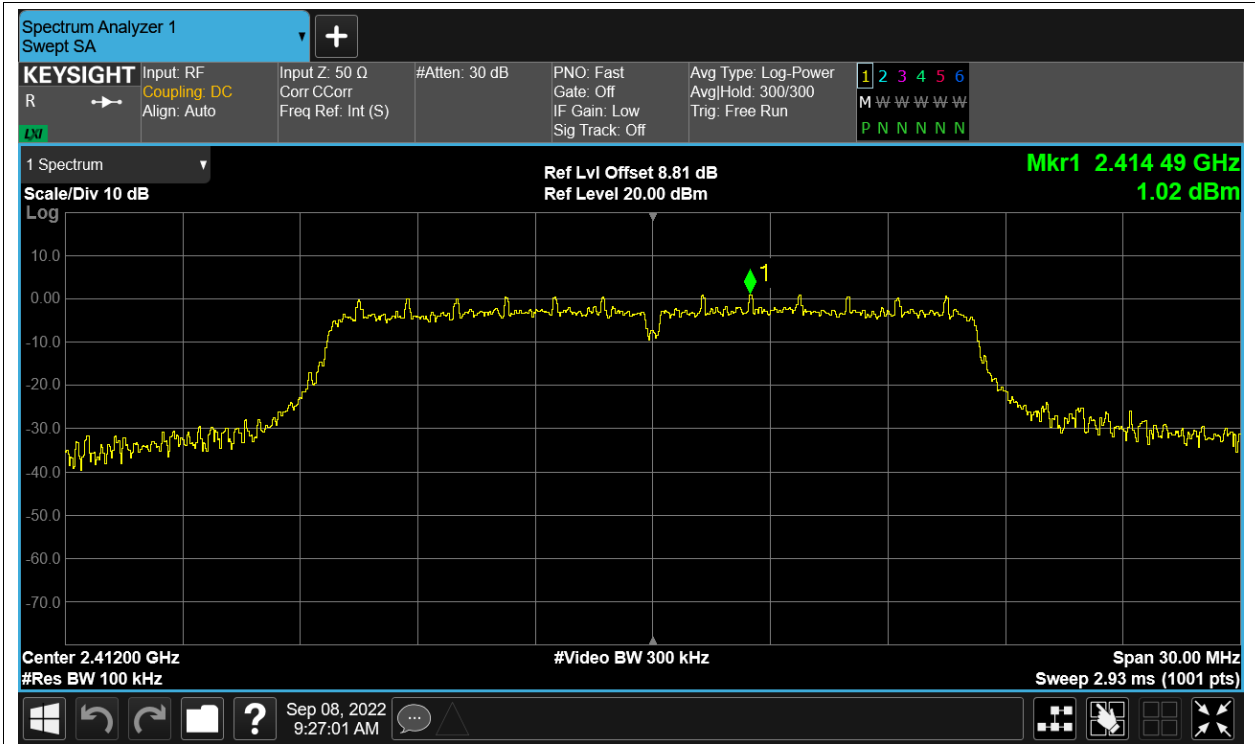 Spectrum Analyzer 1
Swept SA
+
KEYSIGHT
R
LXI
Input: RF
Coupling: DC
Align: Auto
Input Z: 50 Ω
Corr CCorr
Freq Ref: Int (S)
#Atten: 30 dB
PNO: Fast
Gate: Off
IF Gain: Low
Sig Track: Off
Avg Type: Log-Power
Avg|Hold: 300/300
Trig: Free Run
1 2 3 4 5 6
M W W W W W
P N N N N N
1 Spectrum
Scale/Div 10 dB
Log
Ref Lvl Offset 8.81 dB
Ref Level 20.00 dBm
Mkr1 2.414 49 GHz
1.02 dBm
1
10.0
0.00
-10.0
-20.0
-30.0
-40.0
-50.0
-60.0
-70.0
Center 2.41200 GHz
#Res BW 100 kHz
#Video BW 300 kHz
Span 30.00 MHz
Sweep 2.93 ms (1001 pts)
?
Sep 08, 2022
9:27:01 AM